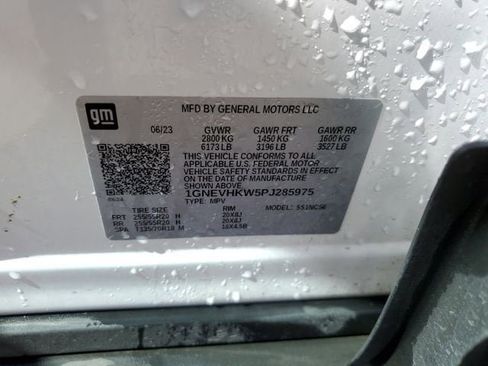 gm
MFD BY GENERAL MOTORS LLC
06/23 GVWR GAWR FRT GAWR RR
2800 KG 1450 KG 1600 KG
6173 LB 3196 LB 3527 LB
THIS VEHICLE CONFORMS TO ALL
APPLICABLE U.S. FEDERAL MOTOR
VEHICLE SAFETY STANDARDS IN EFFECT
ON THE DATE OF MANUFACTURE
1GNEVHKW5PJ285975
TYPE: MPV MODEL:
TIRE SIZE RIM
FRT 255/55R20 H 20X8J
RR 255/55R20 H 20X8J
SPA T135/70R18 M 18X4.5B